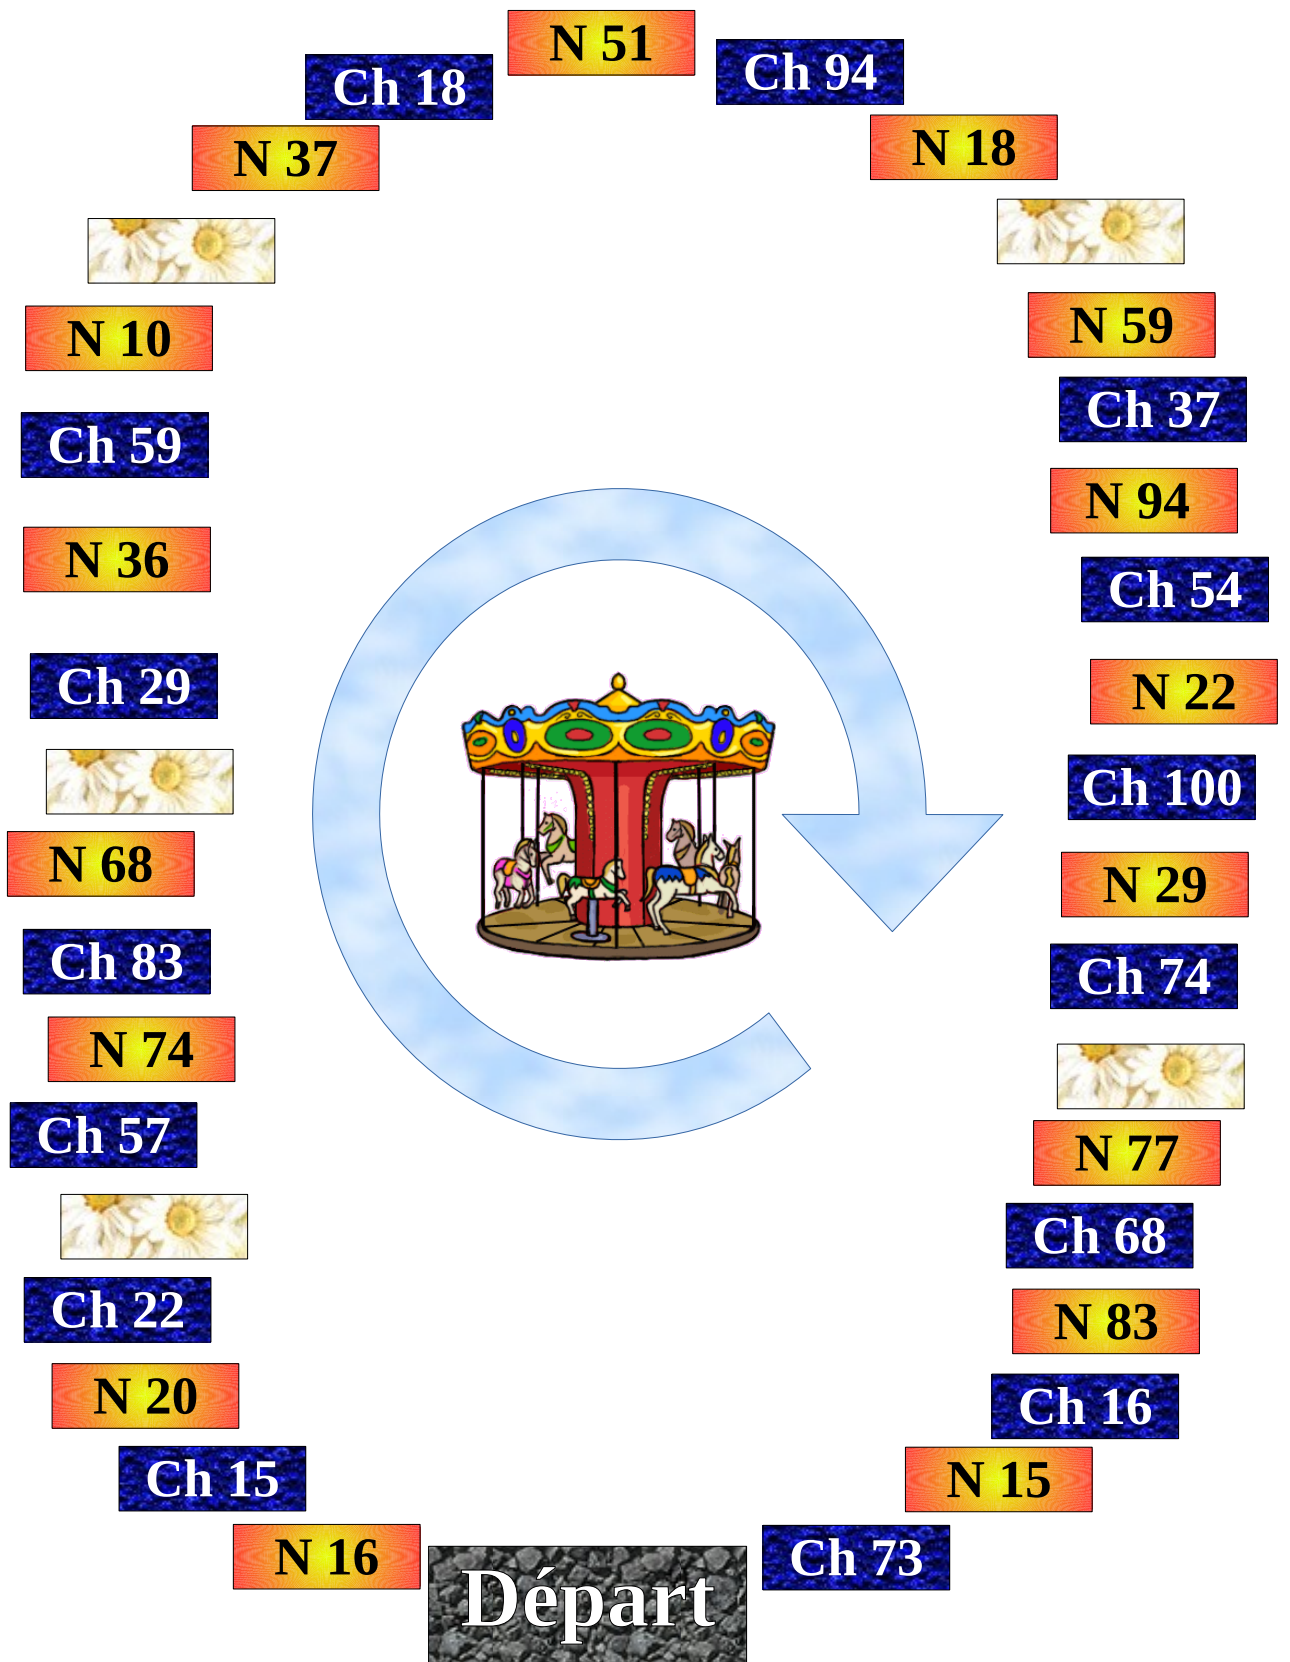 N 51
Ch 94
Ch 18
N 18
N 37
N 59
N 10
Ch 37
Ch 59
N 94
N 36
Ch 54
Ch 29
N 22
Ch 100
N 68
N 29
Ch 83
Ch 74
N 74
Ch 57
N 77
Ch 68
Ch 22
N 83
N 20
Ch 16
Ch 15
N 15
N 16
Ch 73
Départ